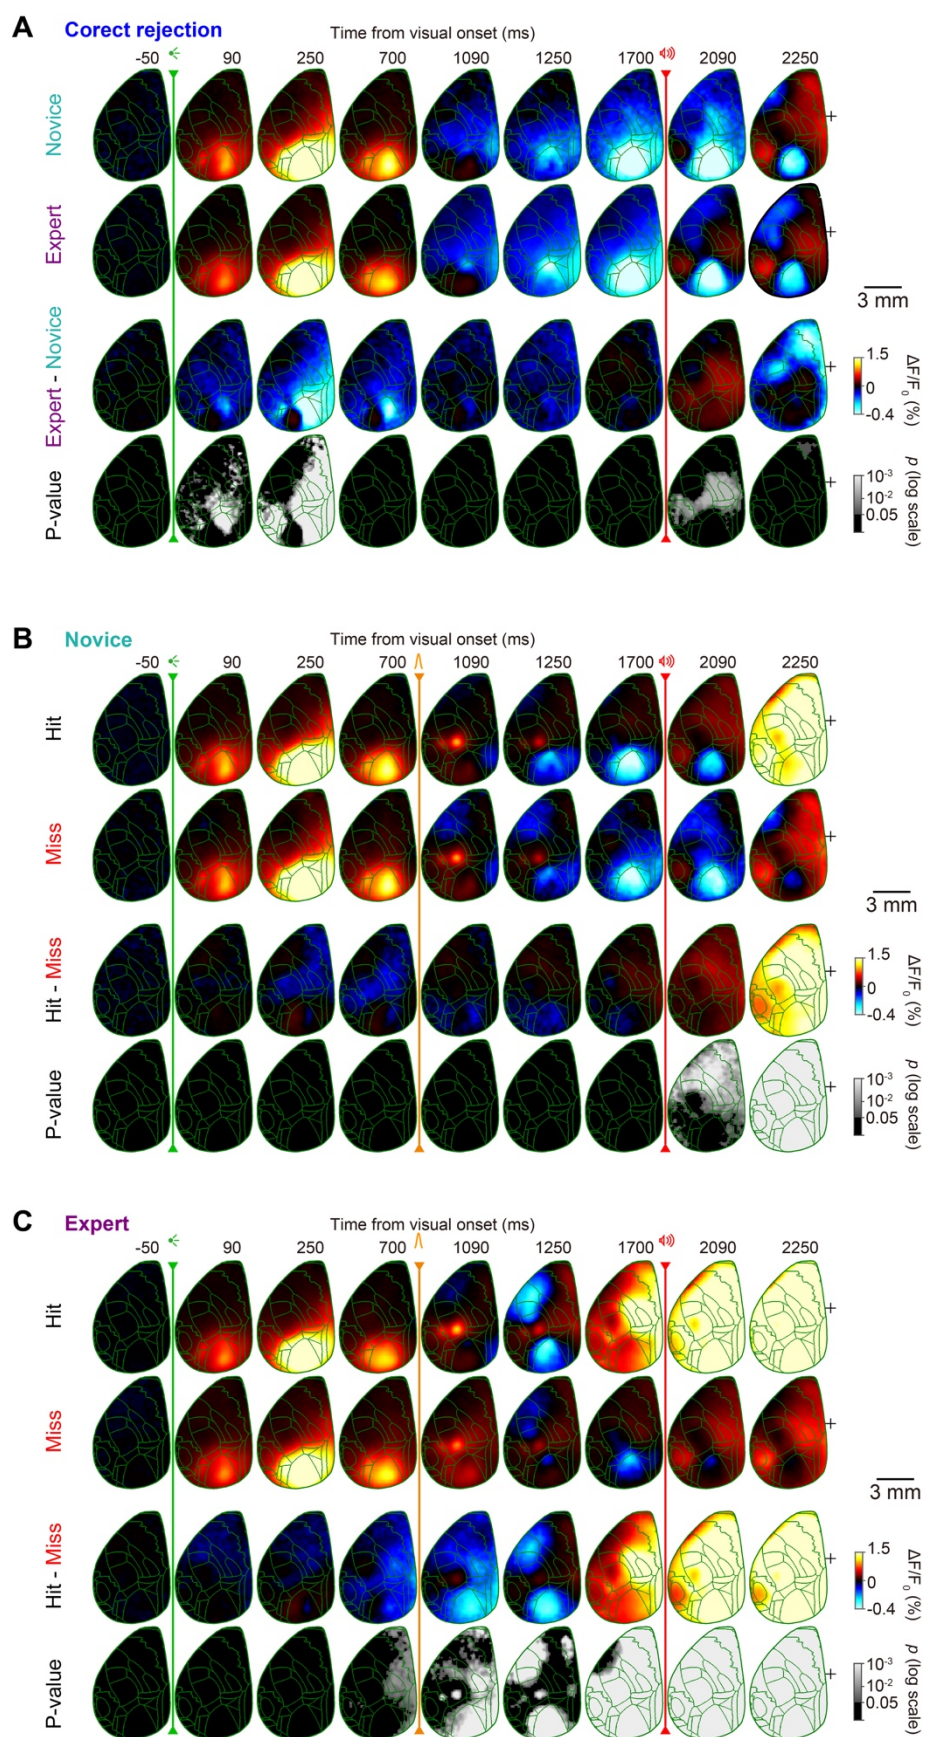 A Corect rejection
Time from visual onset (ms)
-50 90 250 700 1090 1250 1700 2090 2250
Novice
Expert
Expert - Novice
P-value
3 mm
1.5
0
-0.4
ΔF/F₀ (%)
10⁻³
10⁻²
0.05
p (log scale)
B Novice
Time from visual onset (ms)
-50 90 250 700 1090 1250 1700 2090 2250
Hit
Miss
Hit - Miss
P-value
3 mm
1.5
0
-0.4
ΔF/F₀ (%)
10⁻³
10⁻²
0.05
p (log scale)
C Expert
Time from visual onset (ms)
-50 90 250 700 1090 1250 1700 2090 2250
Hit
Miss
Hit - Miss
P-value
3 mm
1.5
0
-0.4
ΔF/F₀ (%)
10⁻³
10⁻²
0.05
p (log scale)